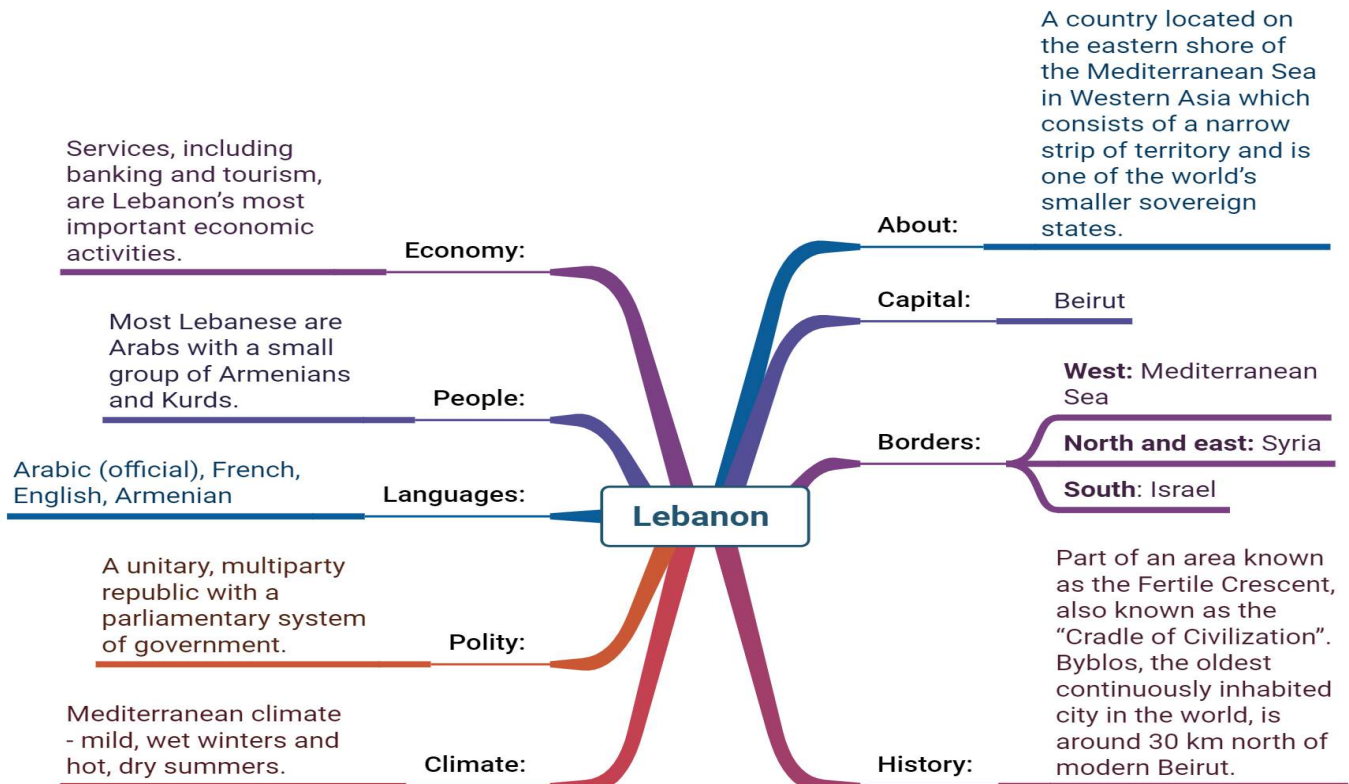 Lebanon
About:
A country located on
the eastern shore of
the Mediterranean Sea
in Western Asia which
consists of a narrow
strip of territory and is
one of the world's
smaller sovereign
states.
Capital:
Beirut
Borders:
West: Mediterranean
Sea
North and east: Syria
South: Israel
History:
Part of an area known
as the Fertile Crescent,
also known as the
“Cradle of Civilization”.
Byblos, the oldest
continuously inhabited
city in the world, is
around 30 km north of
modern Beirut.
Economy:
Services, including
banking and tourism,
are Lebanon’s most
important economic
activities.
People:
Most Lebanese are
Arabs with a small
group of Armenians
and Kurds.
Languages:
Arabic (official), French,
English, Armenian
Polity:
A unitary, multiparty
republic with a
parliamentary system
of government.
Climate:
Mediterranean climate
- mild, wet winters and
hot, dry summers.